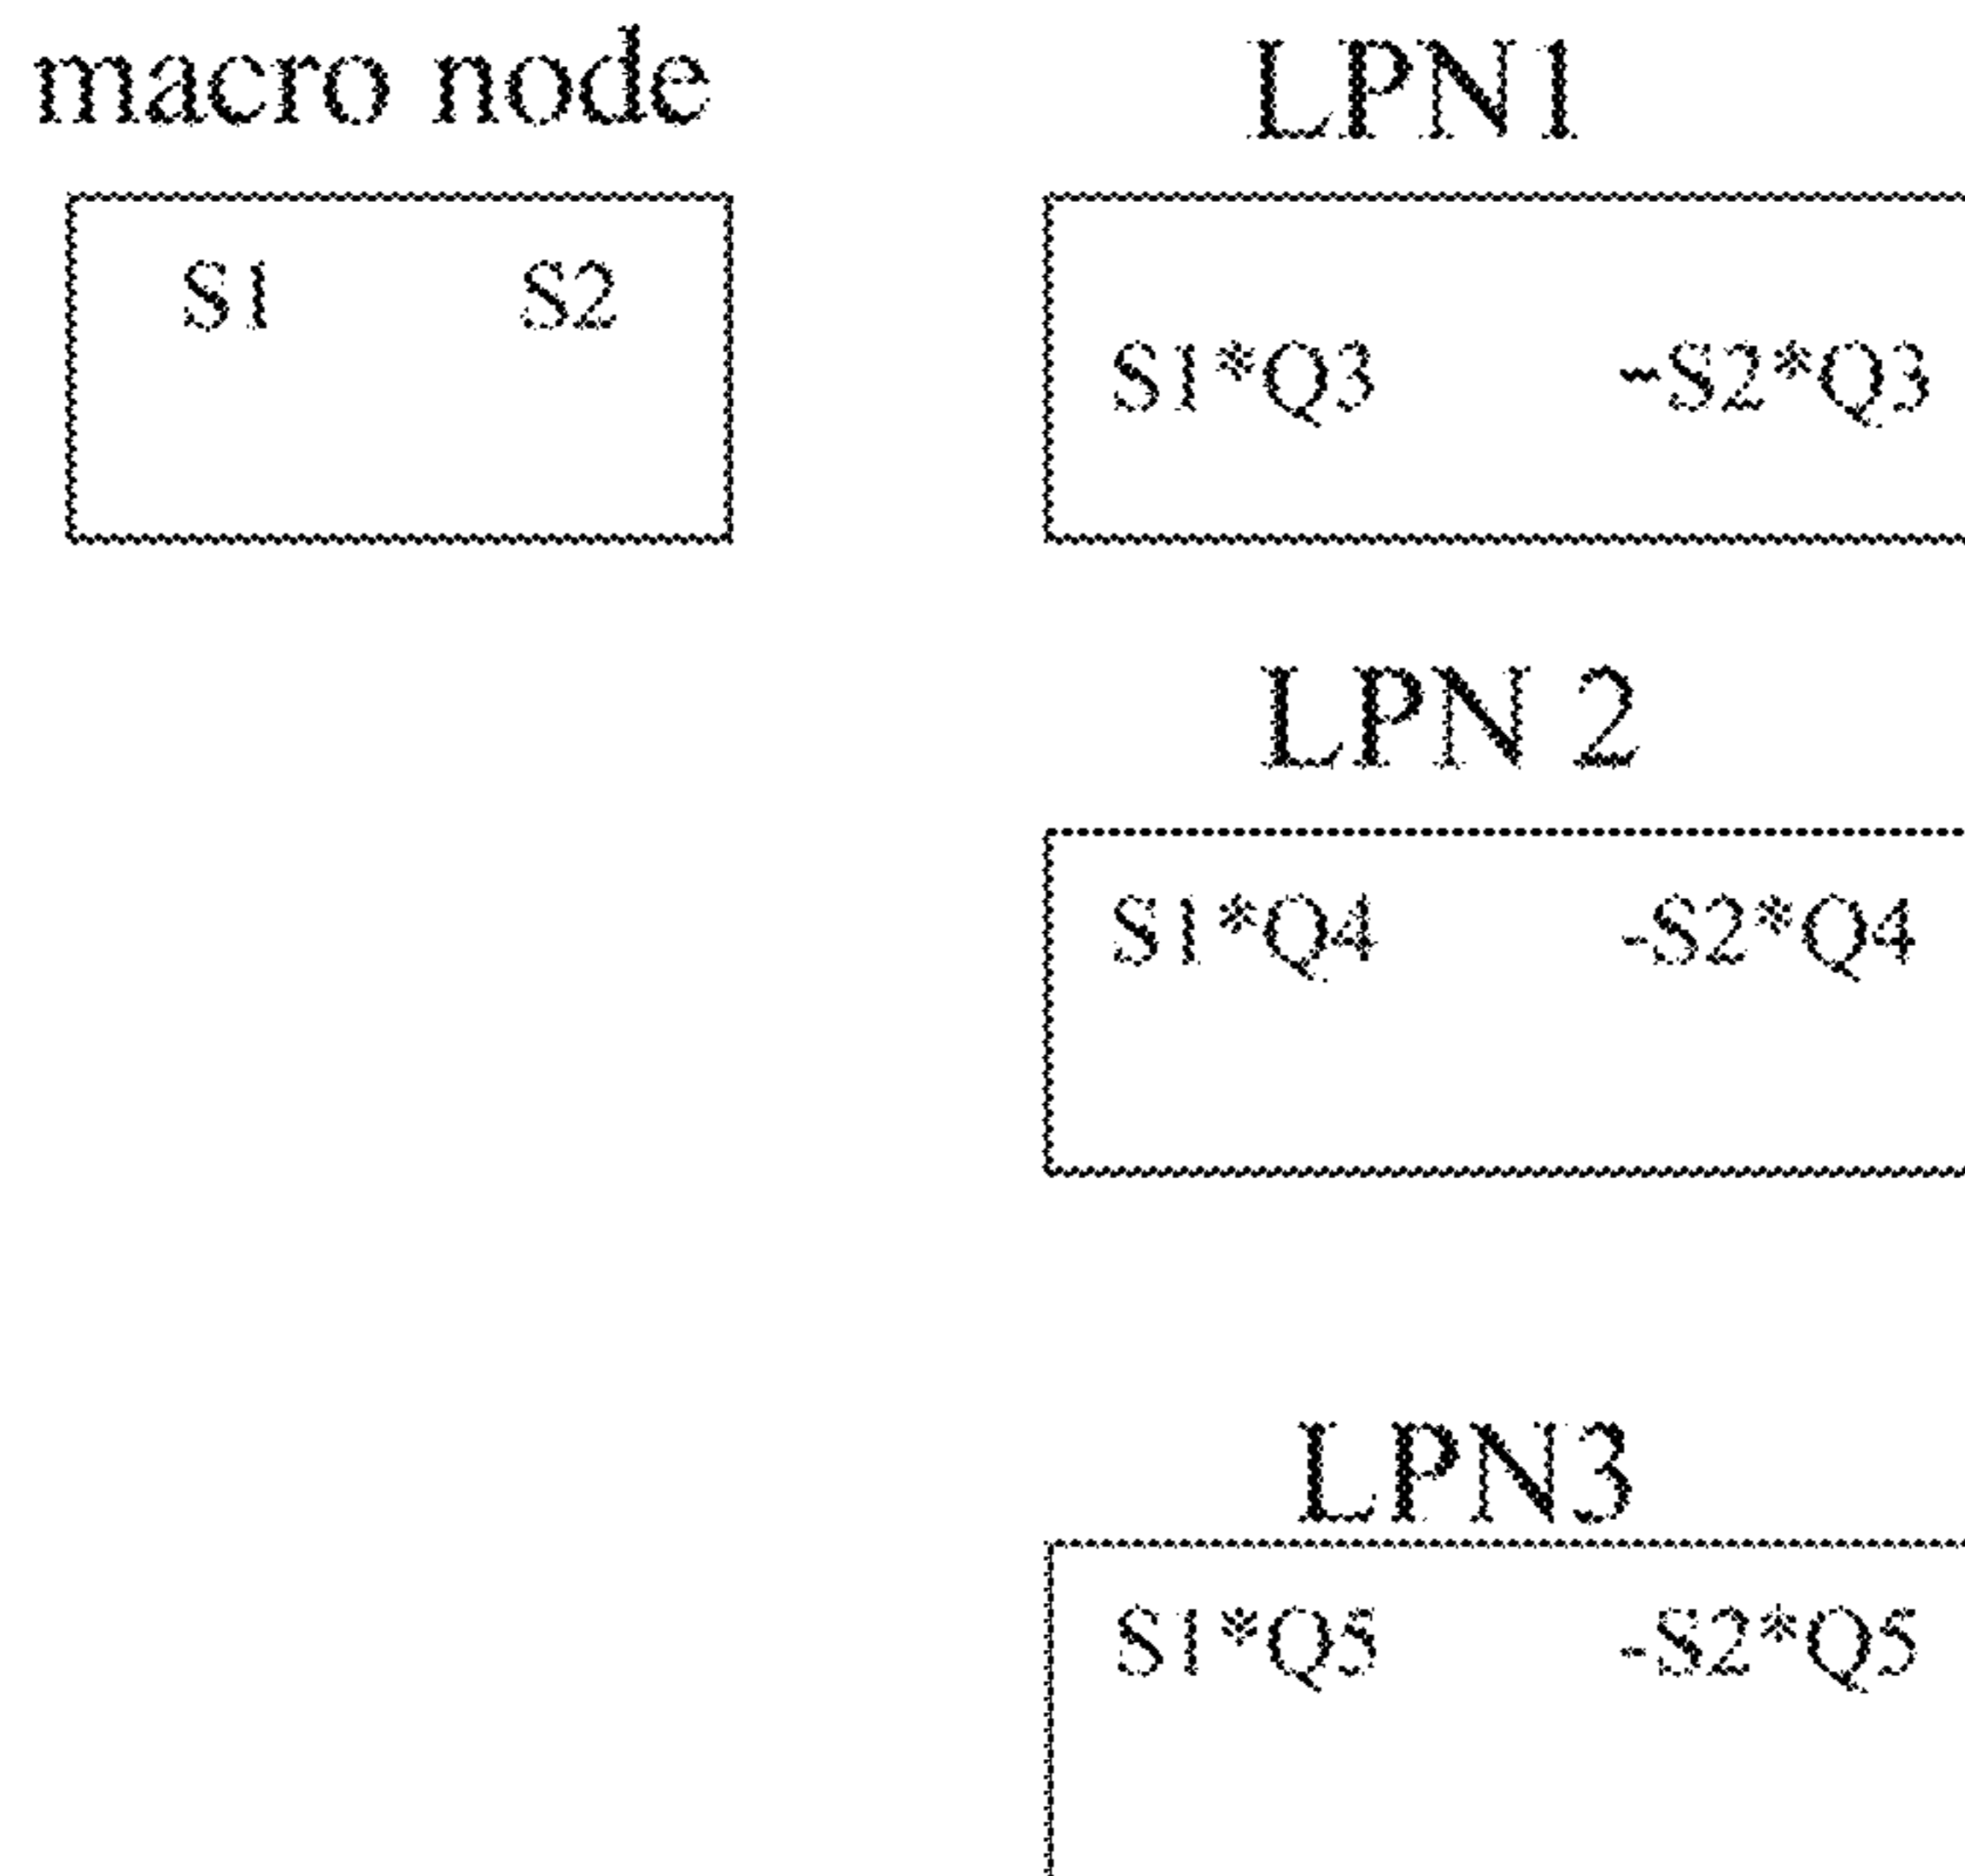 macro node LPN1
S1 S2
S1*Q3 -S2*Q3
LPN 2
S1*Q4 -S2*Q4
LPN3
S1*Q5 -S2*Q5